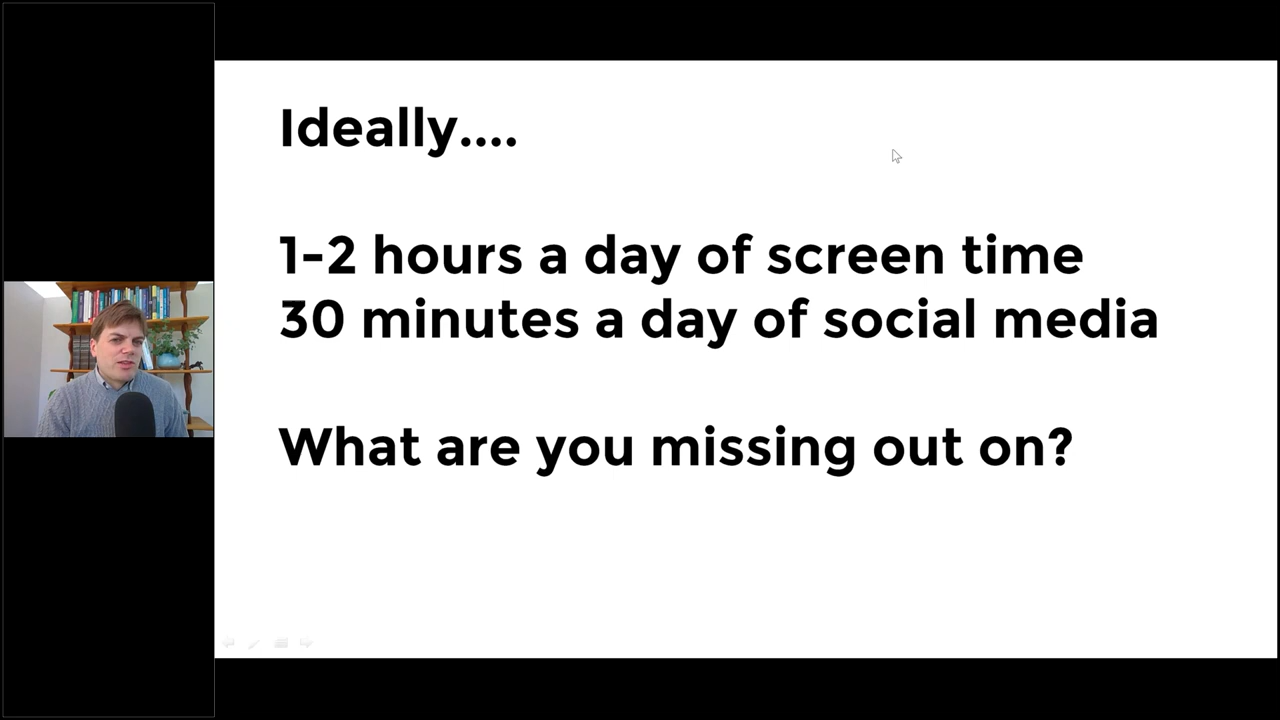 Ideally....
1-2 hours a day of screen time
30 minutes a day of social media
What are you missing out on?